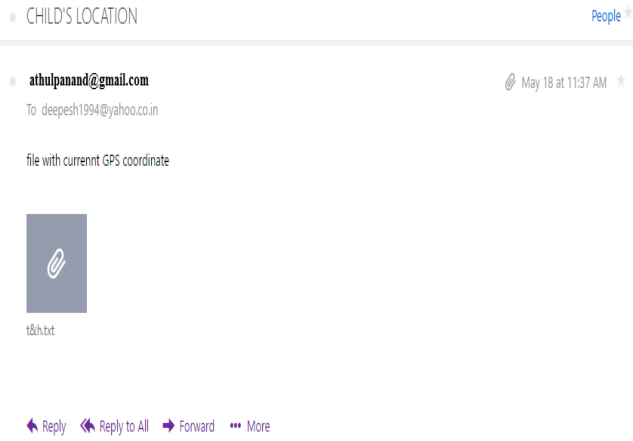 CHILD'S LOCATION
People
athulpanand@gmail.com
May 18 at 11:37 AM
To deepesh1994@yahoo.co.in
file with currennt GPS coordinate
t&h.txt
Reply
Reply to All
Forward
More